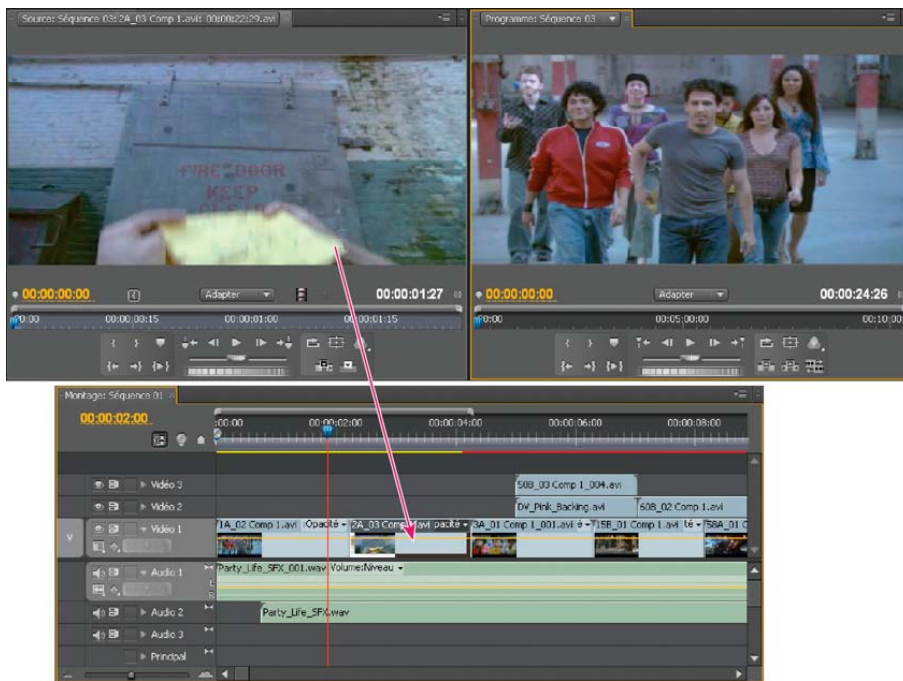 Source: Séquence 03: 2A_03 Comp 1.avi: 00:00:22:29.avi
Programme: Séquence 03
FIRE DOOR
KEEP
00:00:00:00
Adapter
00:00:01:27
00:00:00:00
Adapter
00:00:24:26
00:00:00:15
00:00:01:00
00:00:01:15
00:05:00:00
00:10:00
Montage: Séquence 01
00:00:02:00
:00:00
00:00:02:00
00:00:04:00
00:00:06:00
00:00:08:00
Vidéo 3
50B_03 Comp 1_004.avi
Vidéo 2
DV_Pink_Backing.avi
60B_02 Comp 1.avi
V
Vidéo 1
1A_02 Comp 1.avi :Opacité
2A_03 Comp 1.avi pacité
3A_01 Comp 1_001.avi é
15B_01 Comp 1.avi té
58A_01 C
Audio 1
Party_Life_SFX_001.wav Volume:Niveau
L
R
Audio 2
Party_Life_SFX.wav
Audio 3
Principal